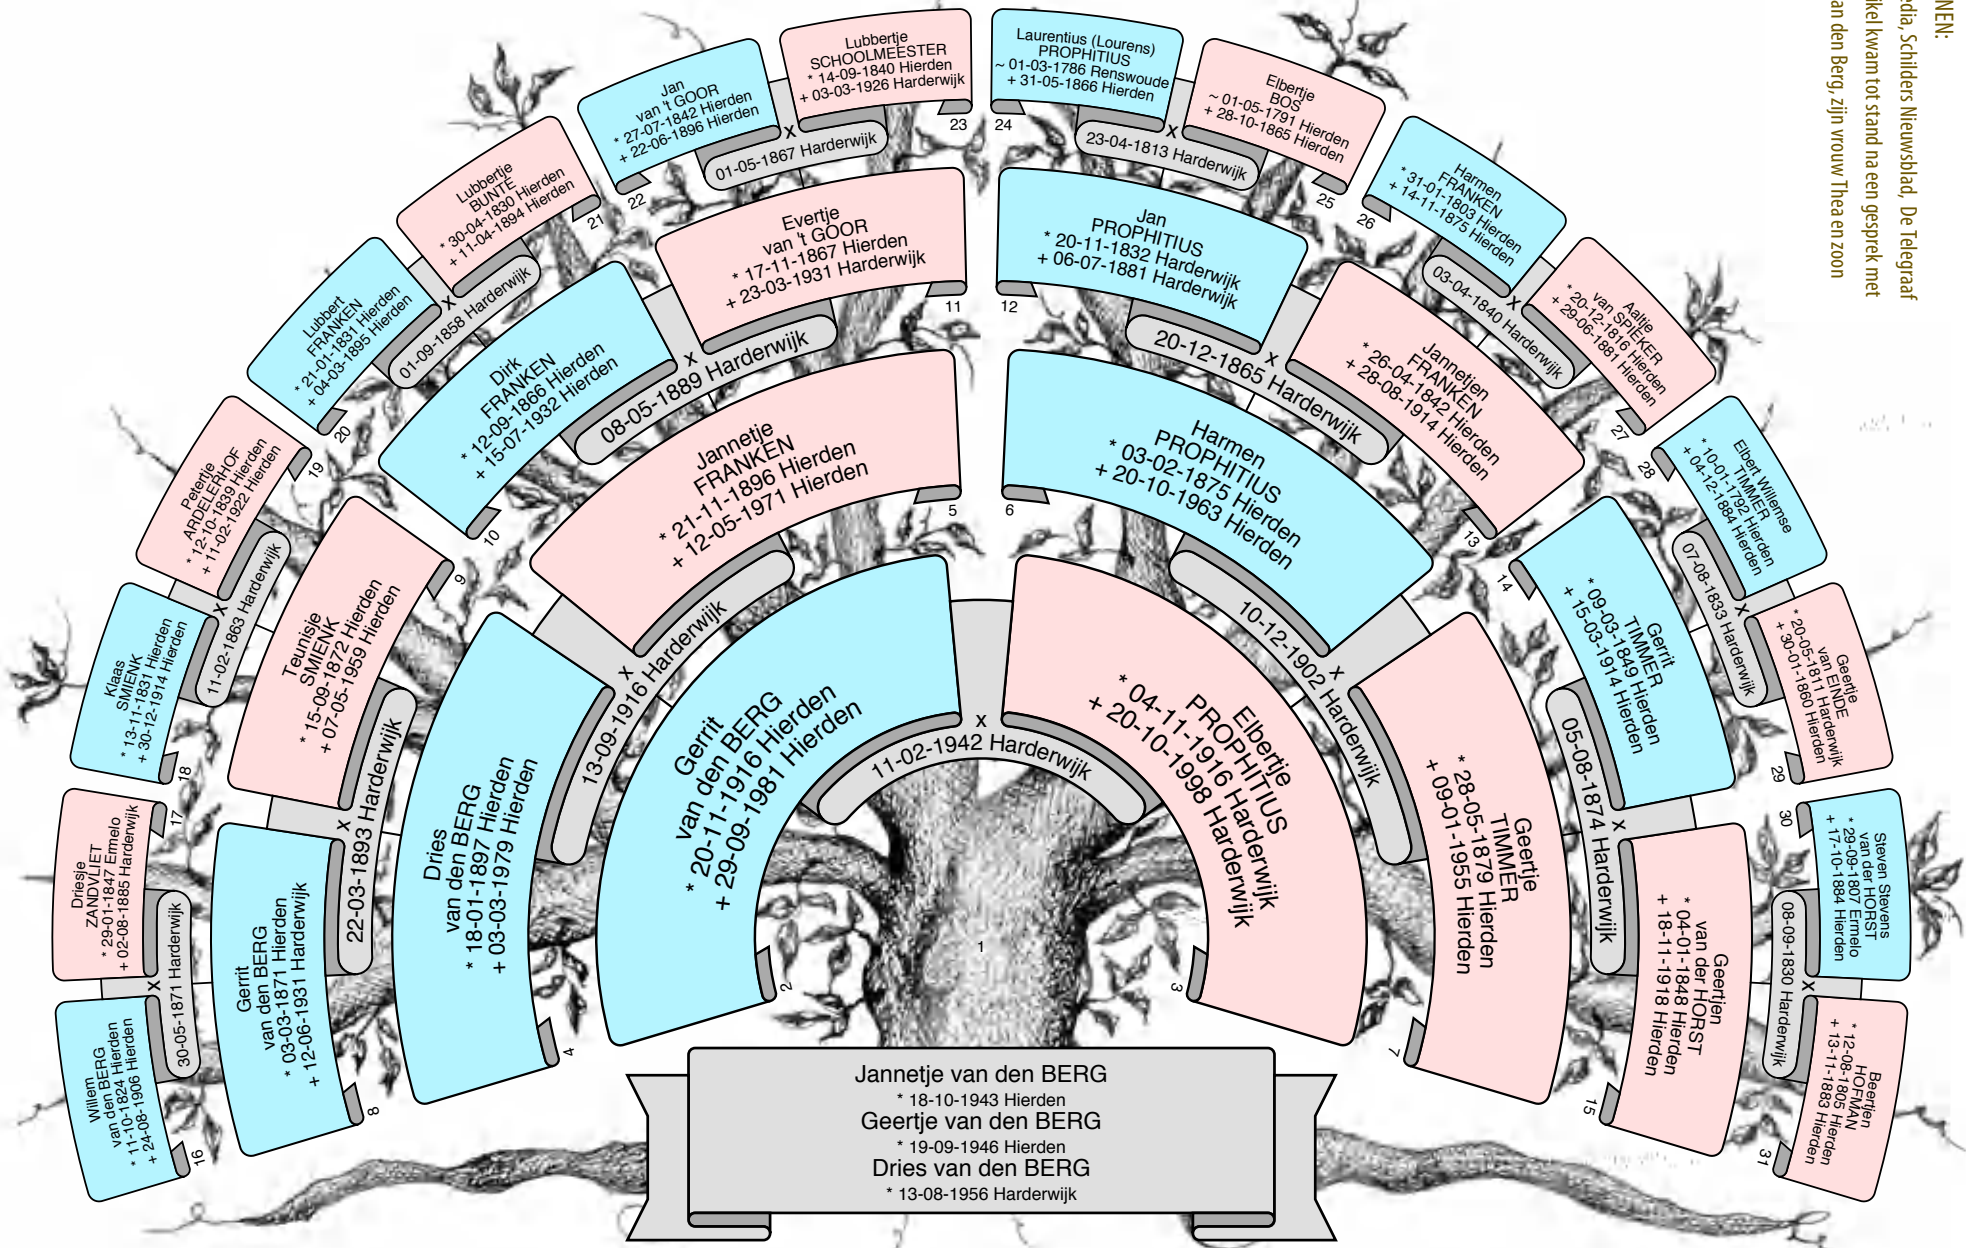 NEN:
edia, Schilders Nieuwsblad, De Telegraaf
ikel kwam tot stand na een gesprek met
an den Berg, zijn vrouw Thea en zoon
Jannetje van den BERG
* 18-10-1943 Hierden
Geertje van den BERG
* 19-09-1946 Hierden
Dries van den BERG
* 13-08-1956 Harderwijk
1
Gerrit
van den BERG
* 20-11-1916 Hierden
+ 29-09-1981 Hierden
2
x
11-02-1942 Harderwijk
Elbertje
PROPHITIUS
* 04-11-1916 Harderwijk
+ 20-10-1998 Harderwijk
3
Dries
van den BERG
* 18-01-1897 Hierden
+ 03-03-1979 Hierden
4
x
13-09-1916 Harderwijk
Jannetje
FRANKEN
* 21-11-1896 Hierden
+ 12-05-1971 Hierden
5
Harmen
PROPHITIUS
* 03-02-1875 Hierden
+ 20-10-1963 Hierden
6
x
10-12-1902 Harderwijk
Geertje
TIMMER
* 28-05-1879 Hierden
+ 09-01-1955 Hierden
7
Gerrit
van den BERG
* 03-03-1871 Hierden
+ 12-06-1931 Harderwijk
8
x
22-03-1893 Harderwijk
Teunisje
SMIENK
* 15-09-1872 Hierden
+ 07-05-1959 Hierden
9
Dirk
FRANKEN
* 12-09-1866 Hierden
+ 15-07-1932 Hierden
10
x
08-05-1889 Harderwijk
Evertje
van 't GOOR
* 17-11-1867 Hierden
+ 23-03-1931 Harderwijk
11
Jan
PROPHITIUS
* 20-11-1832 Harderwijk
+ 06-07-1881 Harderwijk
12
x
20-12-1865 Harderwijk
Jannetjen
FRANKEN
* 26-04-1842 Hierden
+ 28-08-1914 Hierden
13
Gerrit
TIMMER
* 09-03-1849 Hierden
+ 15-03-1914 Hierden
14
x
05-08-1874 Harderwijk
Geertjen
van der HORST
* 04-01-1848 Hierden
+ 18-11-1918 Hierden
15
Willem
van den BERG
* 11-10-1824 Hierden
+ 24-08-1906 Hierden
16
x
30-05-1871 Harderwijk
Driesje
ZANDVLIET
* 29-01-1847 Ermelo
+ 02-08-1885 Harderwijk
17
Klaas
SMIENK
* 13-11-1831 Hierden
+ 30-12-1914 Hierden
18
x
11-02-1863 Harderwijk
Petertje
ARDELERHOF
* 12-10-1839 Hierden
+ 11-02-1922 Hierden
19
Lubbert
FRANKEN
* 21-01-1831 Hierden
+ 04-03-1895 Hierden
20
x
01-09-1858 Harderwijk
Lubbertje
BUNTE
* 30-04-1830 Hierden
+ 11-04-1894 Hierden
21
Jan
van 't GOOR
* 27-07-1842 Hierden
+ 22-06-1896 Hierden
22
x
01-05-1867 Harderwijk
Lubbertje
SCHOOLMEESTER
* 14-09-1840 Hierden
+ 03-03-1926 Harderwijk
23
Laurentius (Lourens)
PROPHITIUS
~ 01-03-1786 Renswoude
+ 31-05-1866 Hierden
24
x
23-04-1813 Harderwijk
Elbertje
BOS
~ 01-05-1791 Hierden
+ 28-10-1865 Hierden
25
Harmen
FRANKEN
* 31-01-1803 Hierden
+ 14-11-1875 Hierden
26
x
03-04-1840 Harderwijk
Aaltje
van SPIEKER
* 20-12-1816 Hierden
+ 29-06-1881 Hierden
27
Elbert Willemse
TIMMER
* 10-01-1792 Hierden
+ 04-12-1884 Hierden
28
x
07-08-1833 Harderwijk
Geertje
van EINDE
* 20-05-1811 Harderwijk
+ 30-01-1860 Hierden
29
Steven Stevens
van der HORST
* 29-09-1807 Ermelo
+ 17-10-1884 Hierden
30
x
08-09-1830 Harderwijk
Beertjen
HOFMAN
* 12-08-1805 Hierden
+ 13-11-1883 Hierden
31